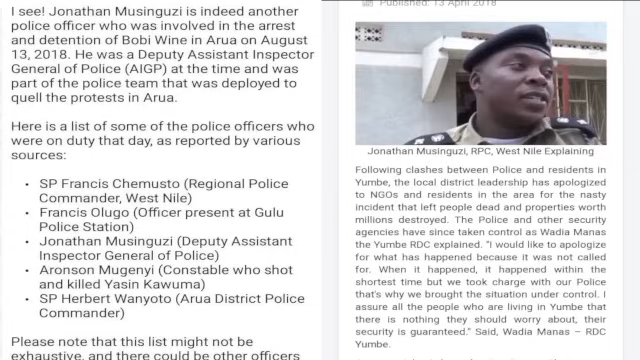 I see! Jonathan Musinguzi is indeed another
police officer who was involved in the arrest
and detention of Bobi Wine in Arua on August
13, 2018. He was a Deputy Assistant Inspector
General of Police (AIGP) at the time and was
part of the police team that was deployed to
quell the protests in Arua.
Here is a list of some of the police officers who
were on duty that day, as reported by various
sources:
• SP Francis Chemusto (Regional Police
Commander, West Nile)
• Francis Olugo (Officer present at Gulu
Police Station)
• Jonathan Musinguzi (Deputy Assistant
Inspector General of Police)
• Aronson Mugenyi (Constable who shot
and killed Yasin Kawuma)
• SP Herbert Wanyoto (Arua District Police
Commander)
Please note that this list might not be
exhaustive, and there could be other officers
Published: 13 April 2018
Jonathan Musinguzi, RPC, West Nile Explaining
Following clashes between Police and residents in
Yumbe, the local district leadership has apologized
to NGOs and residents in the area for the nasty
incident that left people dead and properties worth
millions destroyed. The Police and other security
agencies have since taken control as Wadia Manas
the Yumbe RDC explained. "I would like to apologize
for what has happened because it was not called
for. When it happened, it happened within the
shortest time but we took charge with our Police
that's why we brought the situation under control. I
assure all the people who are living in Yumbe that
there is nothing they should worry about, their
security is guaranteed." Said, Wadia Manas – RDC
Yumbe.